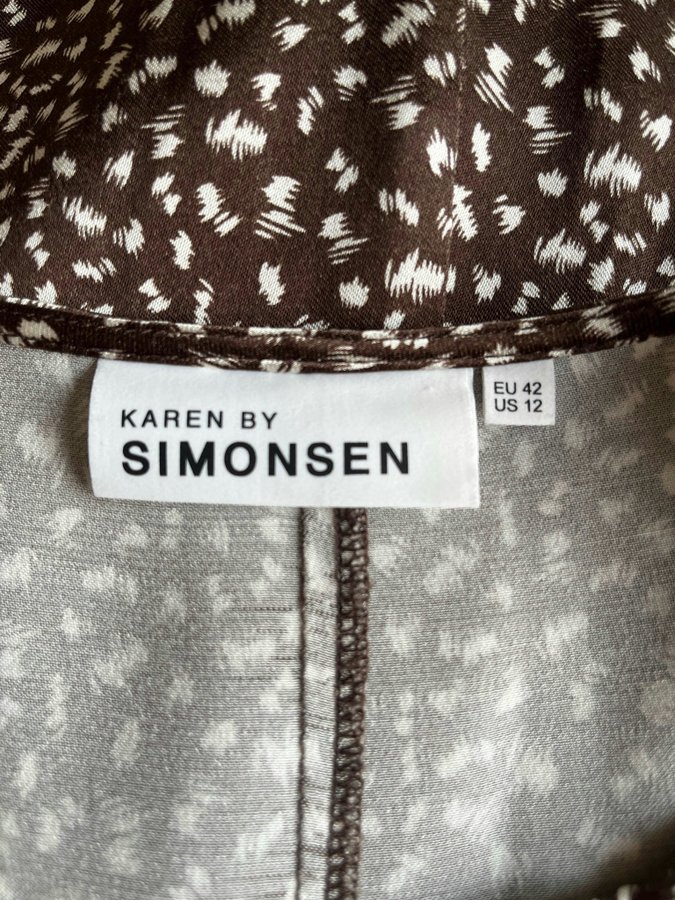 KAREN BY
SIMONSEN
EU 42
US 12